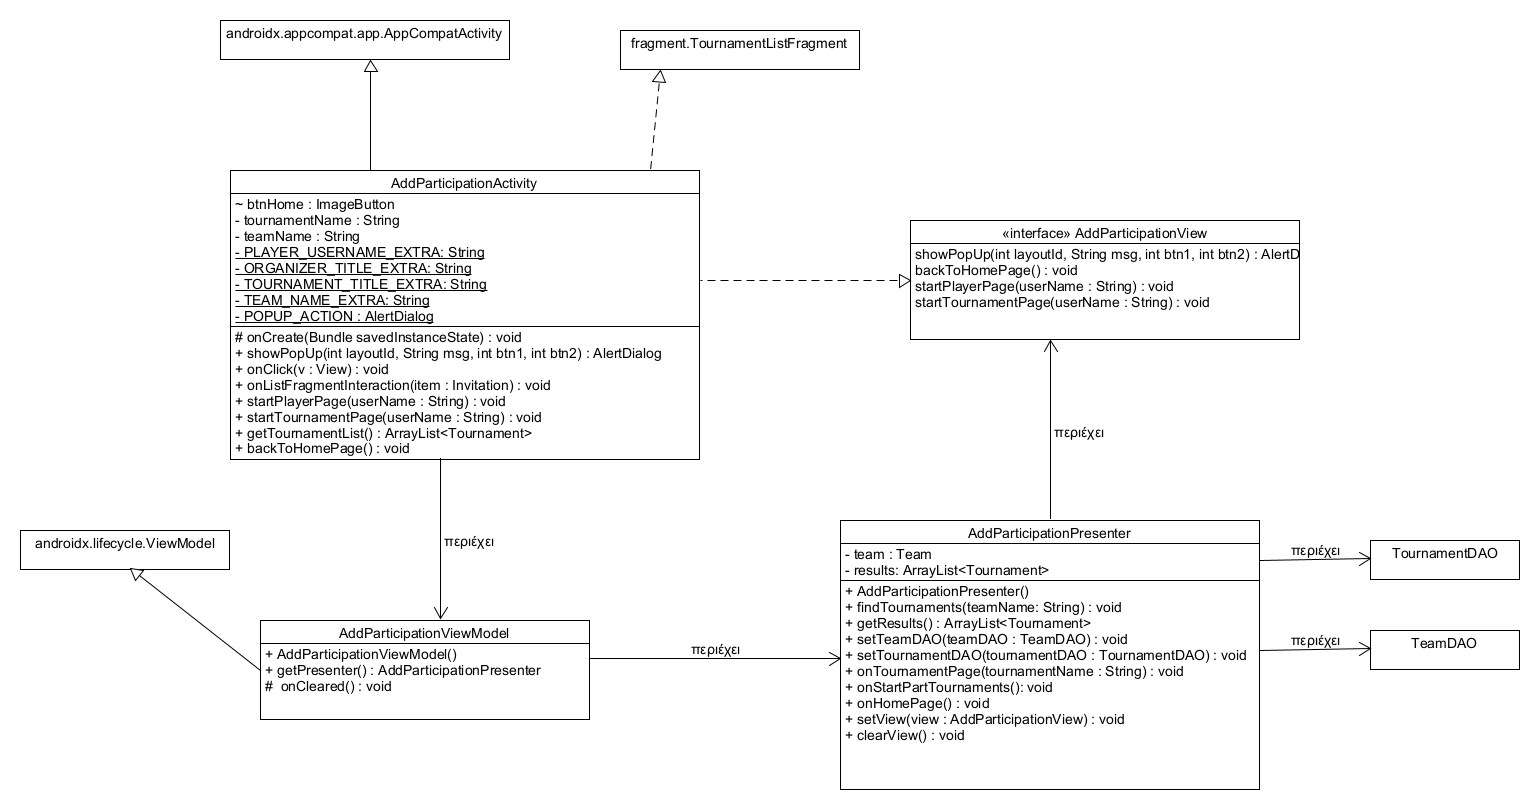 androidx.appcompat.app.AppCompatActivity
fragment.TournamentListFragment
AddParticipationActivity
~ btnHome : ImageButton
- tournamentName : String
- teamName : String
- PLAYER_USERNAME_EXTRA: String
- ORGANIZER_TITLE_EXTRA: String
- TOURNAMENT_TITLE_EXTRA: String
- TEAM_NAME_EXTRA: String
- POPUP_ACTION : AlertDialog
# onCreate(Bundle savedInstanceState) : void
+ showPopUp(int layoutId, String msg, int btn1, int btn2) : AlertDialog
+ onClick(v : View) : void
+ onListFragmentInteraction(item : Invitation) : void
+ startPlayerPage(userName : String) : void
+ startTournamentPage(userName : String) : void
+ getTournamentList() : ArrayList<Tournament>
+ backToHomePage() : void
«interface» AddParticipationView
showPopUp(int layoutId, String msg, int btn1, int btn2) : AlertD
backToHomePage() : void
startPlayerPage(userName : String) : void
startTournamentPage(userName : String) : void
περιέχει
περιέχει
androidx.lifecycle.ViewModel
AddParticipationViewModel
+ AddParticipationViewModel()
+ getPresenter() : AddParticipationPresenter
# onCleared() : void
περιέχει
AddParticipationPresenter
- team : Team
- results: ArrayList<Tournament>
+ AddParticipationPresenter()
+ findTournaments(teamName: String) : void
+ getResults() : ArrayList<Tournament>
+ setTeamDAO(teamDAO : TeamDAO) : void
+ setTournamentDAO(tournamentDAO : TournamentDAO) : void
+ onTournamentPage(tournamentName : String) : void
+ onStartPartTournaments(): void
+ onHomePage() : void
+ setView(view : AddParticipationView) : void
+ clearView() : void
περιέχει
TournamentDAO
περιέχει
TeamDAO